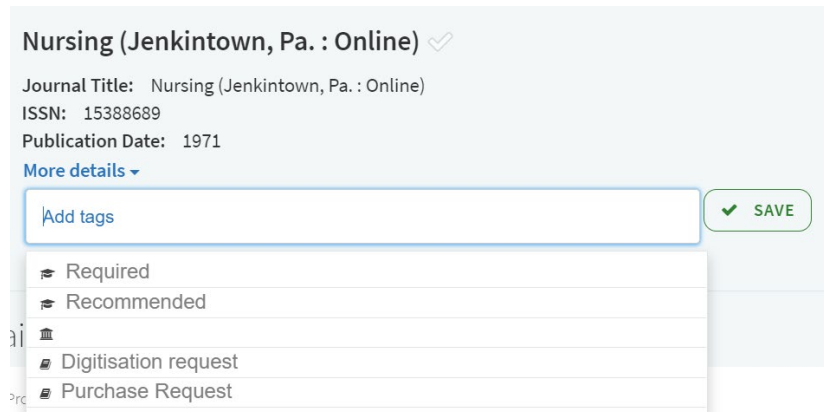 Nursing (Jenkintown, Pa. : Online)
Journal Title: Nursing (Jenkintown, Pa. : Online)
ISSN: 15388689
Publication Date: 1971
More details
Add tags
SAVE
Required
Recommended
Digitisation request
Purchase Request